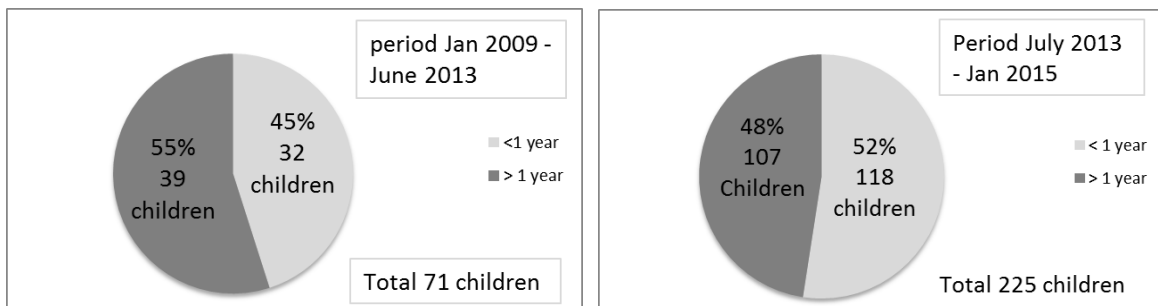 period Jan 2009 -
June 2013
45%
32
children
55%
39
children
<1 year
> 1 year
Total 71 children
Period July 2013
- Jan 2015
48%
107
Children
52%
118
children
< 1 year
> 1 year
Total 225 children